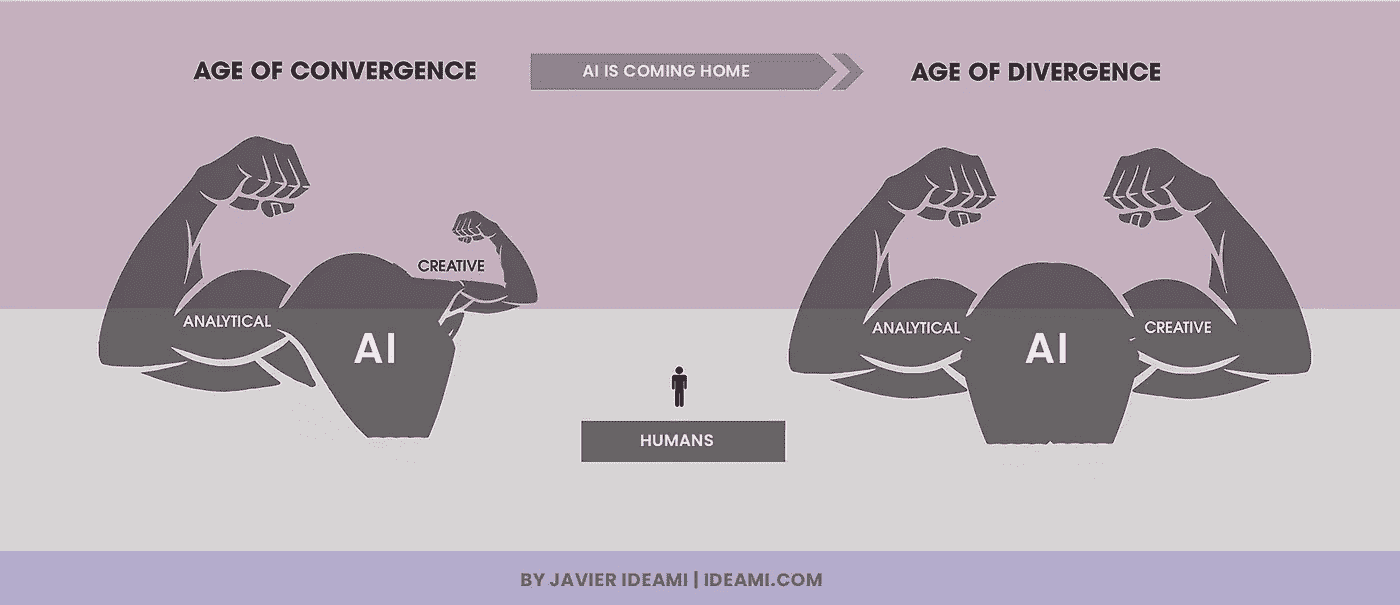 AGE OF CONVERGENCE
AI IS COMING HOME
AGE OF DIVERGENCE
CREATIVE
ANALYTICAL
AI
ANALYTICAL
AI
CREATIVE
HUMANS
BY JAVIER IDEAMI | IDEAMI.COM